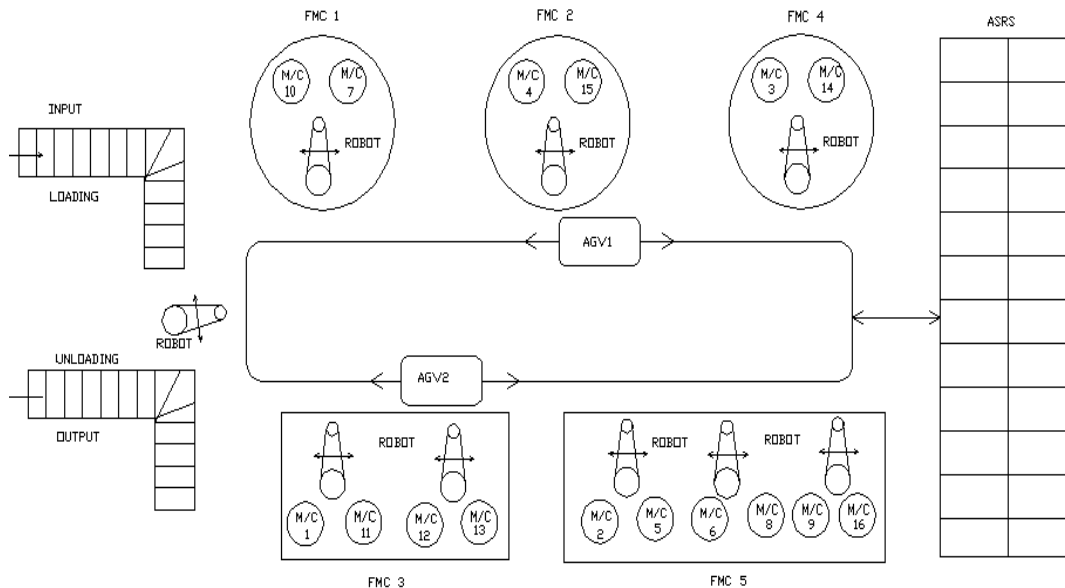 FMC 1
FMC 2
FMC 4
ASRS
M/C
10
M/C
7
ROBOT
M/C
4
M/C
15
ROBOT
M/C
3
M/C
14
ROBOT
INPUT
LOADING
AGV1
ROBOT
UNLOADING
OUTPUT
AGV2
ROBOT
M/C
1
M/C
11
M/C
12
M/C
13
FMC 3
ROBOT
ROBOT
M/C
2
M/C
5
M/C
6
M/C
8
M/C
9
M/C
16
FMC 5